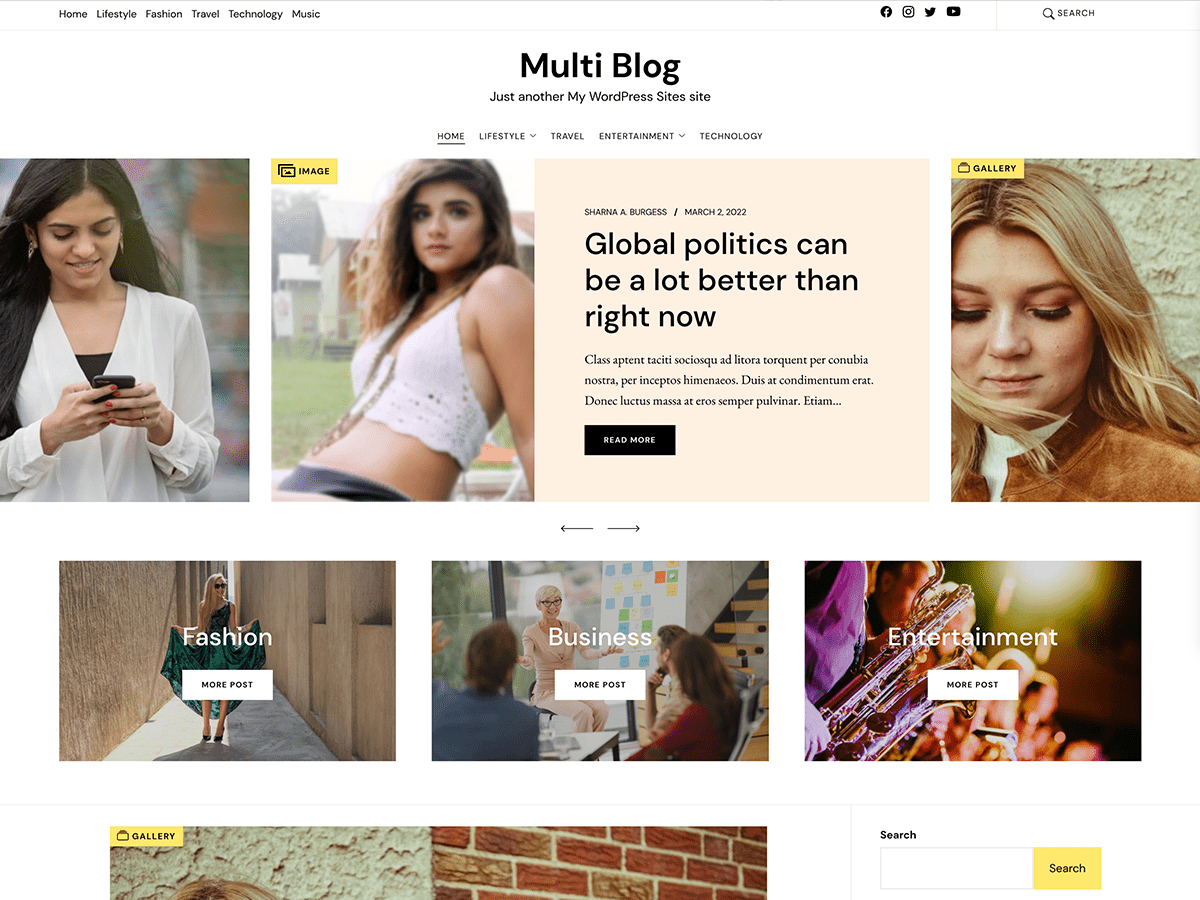 Home Lifestyle Fashion Travel Technology Music
SEARCH
Multi Blog
Just another My WordPress Sites site
HOME LIFESTYLE TRAVEL ENTERTAINMENT TECHNOLOGY
IMAGE
SHARNA A. BURGESS / MARCH 2, 2022
Global politics can
be a lot better than
right now
Class aptent taciti sociosqu ad litora torquent per conubia
nostra, per inceptos himenaeos. Duis at condimentum erat.
Donec luctus massa at eros semper pulvinar. Etiam...
READ MORE
GALLERY
Fashion
MORE POST
Business
MORE POST
Entertainment
MORE POST
GALLERY
Search
Search